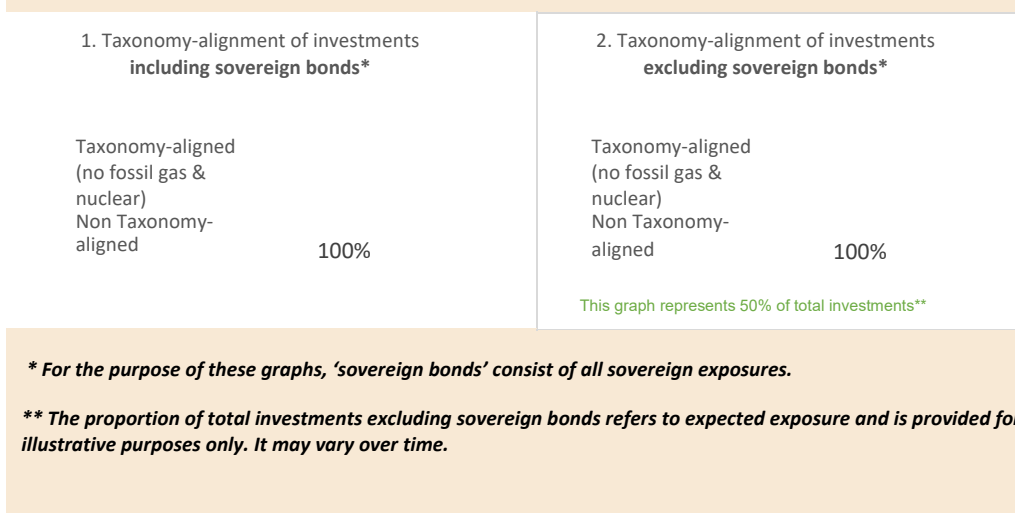 1. Taxonomy-alignment of investments
including sovereign bonds*
Taxonomy-aligned
(no fossil gas &
nuclear)
Non Taxonomy-
aligned
100%
2. Taxonomy-alignment of investments
excluding sovereign bonds*
Taxonomy-aligned
(no fossil gas &
nuclear)
Non Taxonomy-
aligned
100%
This graph represents 50% of total investments**
* For the purpose of these graphs, ‘sovereign bonds’ consist of all sovereign exposures.
** The proportion of total investments excluding sovereign bonds refers to expected exposure and is provided for
illustrative purposes only. It may vary over time.